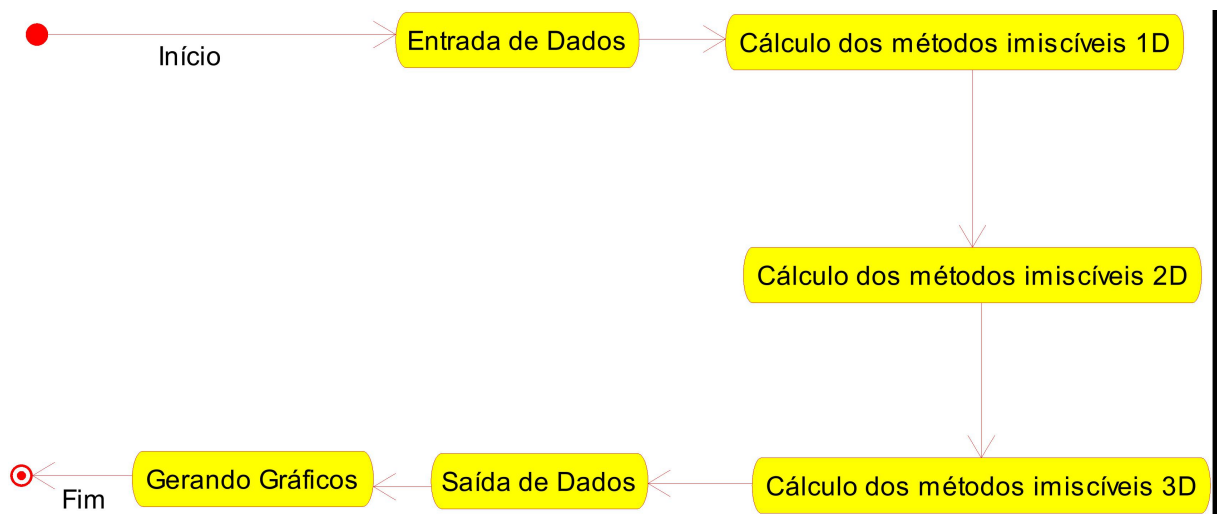 Início
Entrada de Dados
Cálculo dos métodos imiscíveis 1D
Cálculo dos métodos imiscíveis 2D
Cálculo dos métodos imiscíveis 3D
Saída de Dados
Gerando Gráficos
Fim